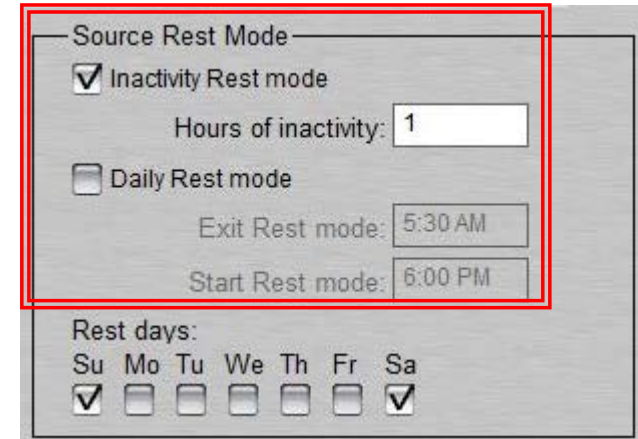 Source Rest Mode
Inactivity Rest mode
Hours of inactivity: 1
Daily Rest mode
Exit Rest mode: 5:30 AM
Start Rest mode: 6:00 PM
Rest days:
Su Mo Tu We Th Fr Sa